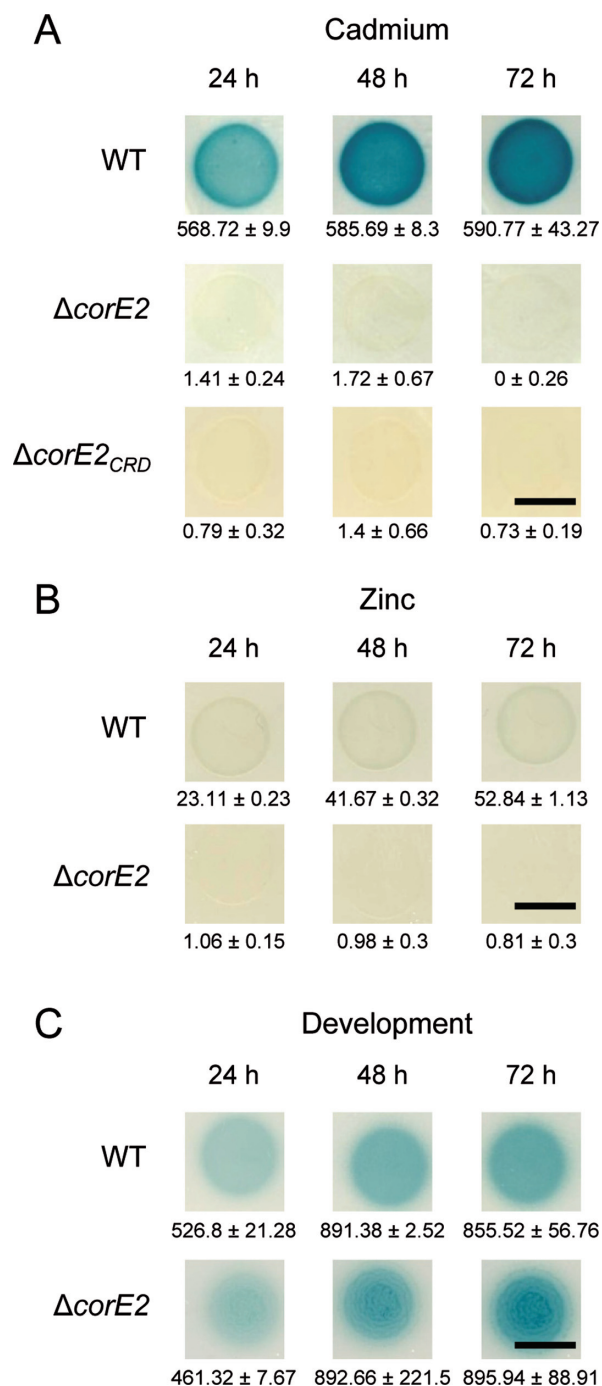 A
Cadmium
24 h 48 h 72 h
WT
568.72 ± 9.9 585.69 ± 8.3 590.77 ± 43.27
ΔcorE2
1.41 ± 0.24 1.72 ± 0.67 0 ± 0.26
ΔcorE2CRD
0.79 ± 0.32 1.4 ± 0.66 0.73 ± 0.19
B
Zinc
24 h 48 h 72 h
WT
23.11 ± 0.23 41.67 ± 0.32 52.84 ± 1.13
ΔcorE2
1.06 ± 0.15 0.98 ± 0.3 0.81 ± 0.3
C
Development
24 h 48 h 72 h
WT
526.8 ± 21.28 891.38 ± 2.52 855.52 ± 56.76
ΔcorE2
461.32 ± 7.67 892.66 ± 221.5 895.94 ± 88.91